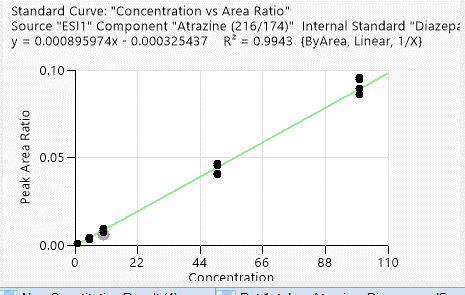 Standard Curve: "Concentration vs Area Ratio"
Source "ESI1" Component "Atrazine (216/174)" Internal Standard "Diazepa
y = 0.000895974x - 0.000325437 R² = 0.9943 {ByArea, Linear, 1/X}
0.10
0.05
0.00
Peak Area Ratio
0 22 44 66 88 110
Concentration